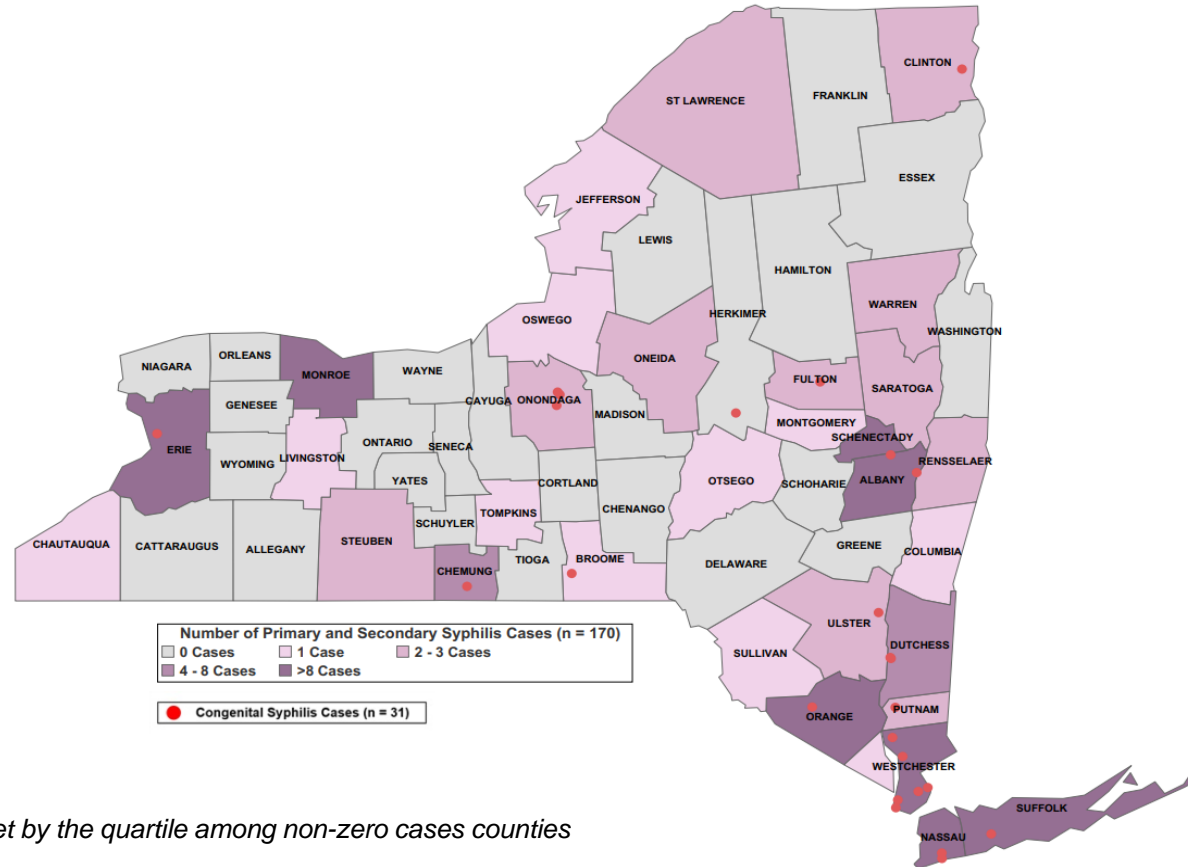 CLINTON
FRANKLIN
ST LAWRENCE
ESSEX
JEFFERSON
LEWIS
HAMILTON
WARREN
HERKIMER
OSWEGO
WASHINGTON
ONEIDA
ORLEANS
NIAGARA
MONROE
WAYNE
FULTON
SARATOGA
CAYUGA
ONONDAGA
GENESEE
MADISON
MONTGOMERY
SCHENECTADY
ONTARIO
SENECA
ERIE
LIVINGSTON
WYOMING
RENSSELAER
YATES
CORTLAND
OTSEGO
SCHOHARIE
ALBANY
CHENANGO
TOMPKINS
SCHUYLER
CHAUTAUQUA
CATTARAUGUS
ALLEGANY
STEUBEN
GREENE
COLUMBIA
TIOGA
BROOME
DELAWARE
CHEMUNG
ULSTER
Number of Primary and Secondary Syphilis Cases (n = 170)
0 Cases 1 Case 2 - 3 Cases
4 - 8 Cases >8 Cases
SULLIVAN
DUTCHESS
Congenital Syphilis Cases (n = 31)
PUTNAM
ORANGE
WESTCHESTER
SUFFOLK
NASSAU
et by the quartile among non-zero cases counties